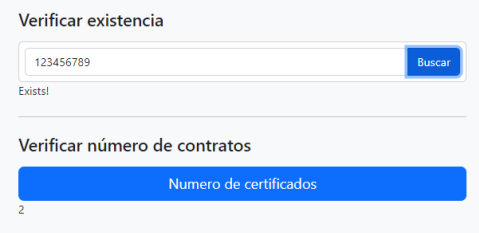 Verificar existencia
123456789
Buscar
Exists!
Verificar número de contratos
Numero de certificados
2